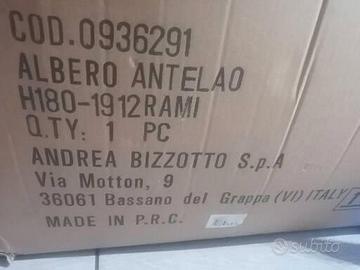 COD.0936291
ALBERO ANTELAO
H180-1912RAMI
Q.TY: 1 PC
ANDREA BIZZOTTO S.p.A
Via Motton, 9
36061 Bassano del Grappa (VI) ITALY
MADE IN P.R.C.
subito